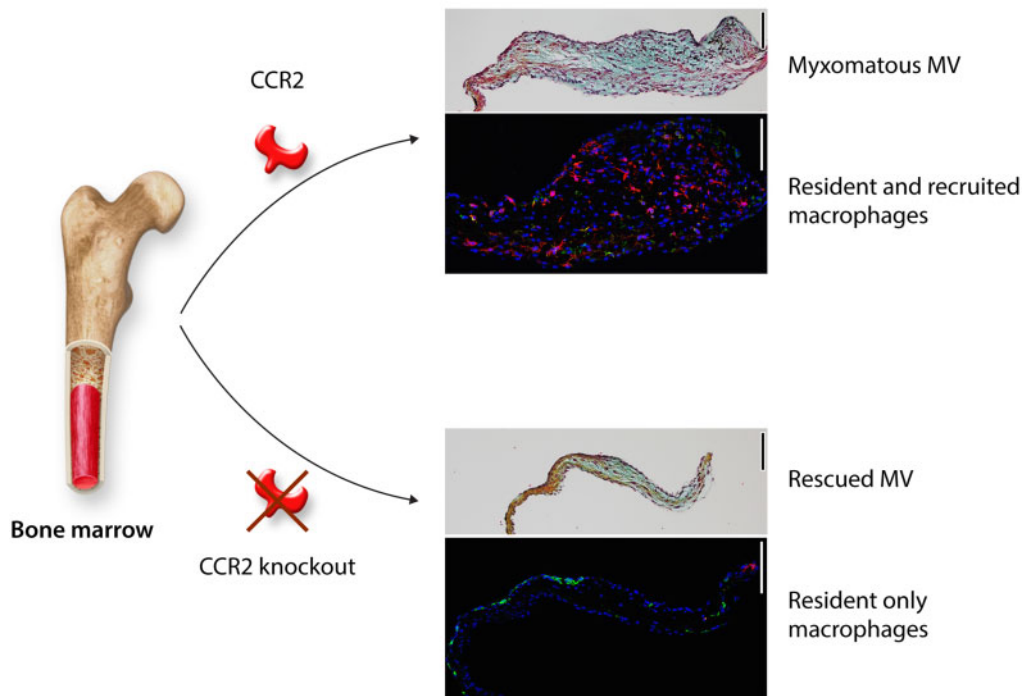 CCR2
Myxomatous MV
Resident and recruited
macrophages
Bone marrow
CCR2 knockout
Rescued MV
Resident only
macrophages